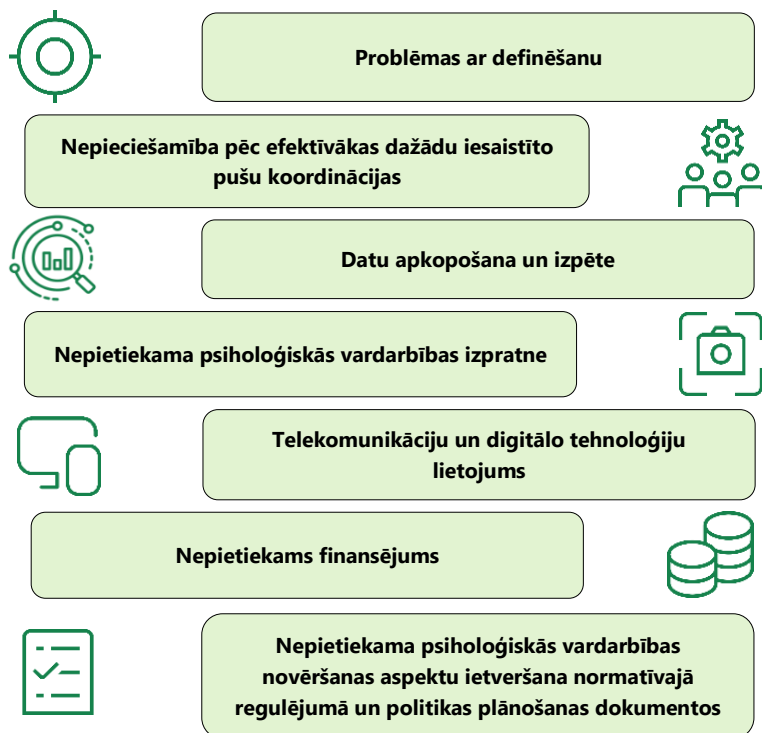 Problēmas ar definēšanu
Nepieciešamība pēc efektīvākas dažādu iesaistīto
pušu koordinācijas
Datu apkopošana un izpēte
Nepietiekama psiholoģiskās vardarbības izpratne
Telekomunikāciju un digitālo tehnoloģiju
lietojums
Nepietiekams finansējums
Nepietiekama psiholoģiskās vardarbības
novēršanas aspektu ietveršana normatīvajā
regulējumā un politikas plānošanas dokumentos